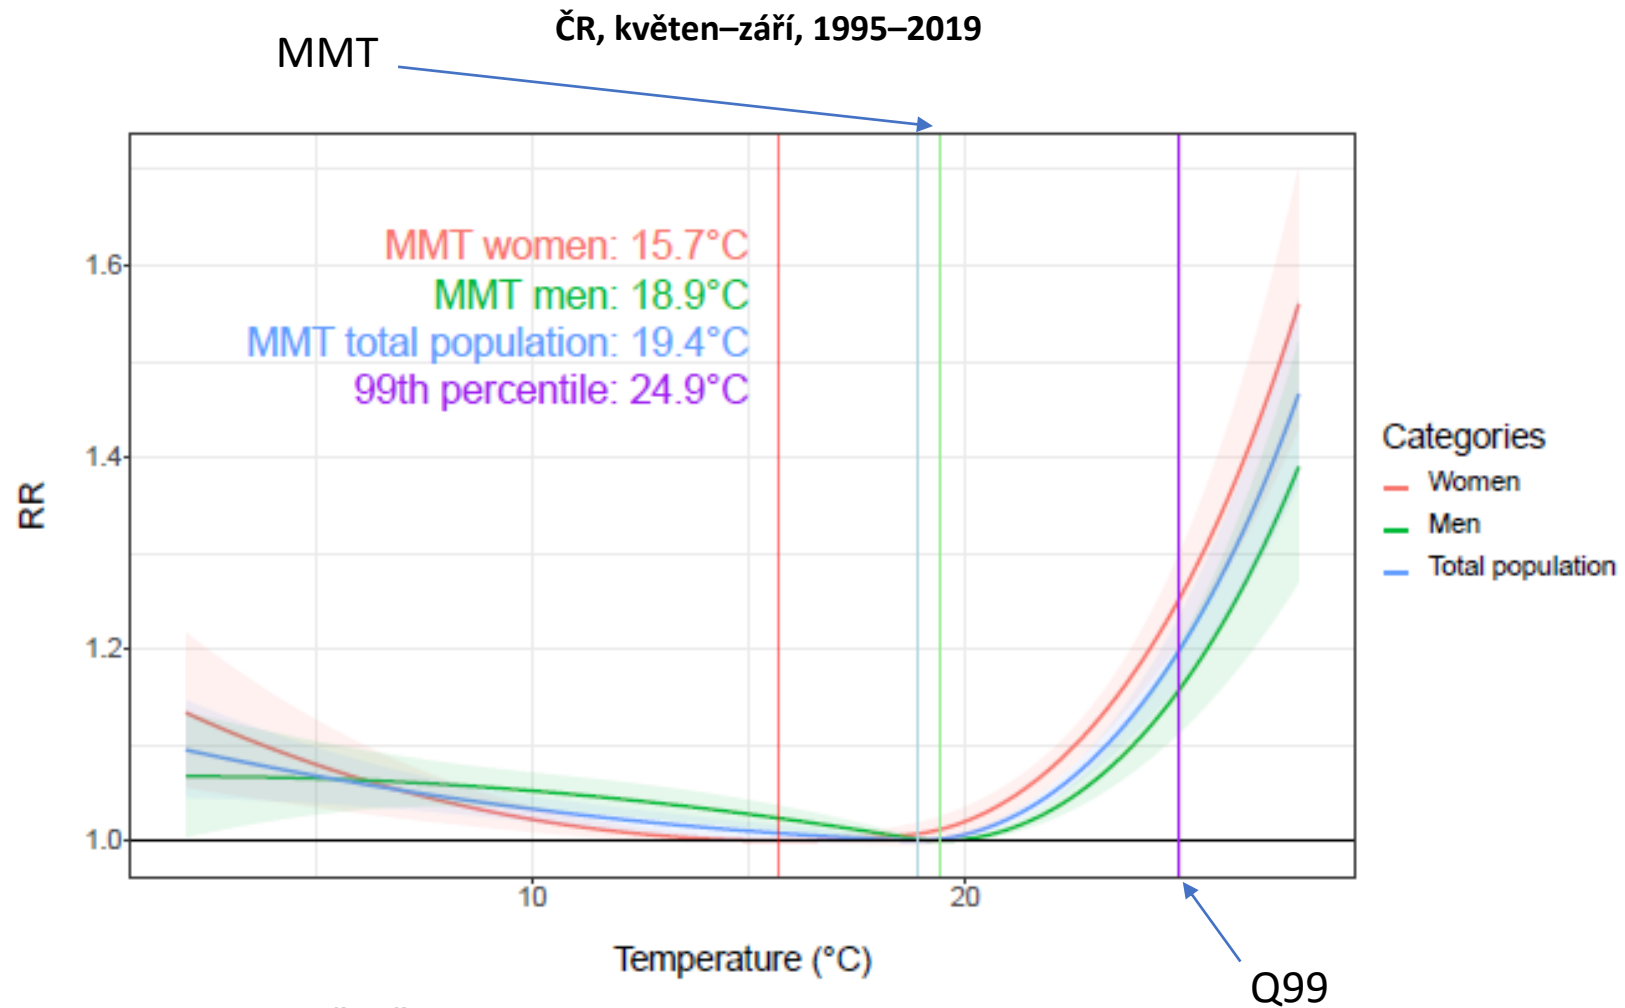 ČR, květen–září, 1995–2019
MMT
MMT women: 15.7°C
MMT men: 18.9°C
MMT total population: 19.4°C
99th percentile: 24.9°C
1.6
1.4
1.2
1.0
RR
10
20
Temperature (°C)
Categories
Women
Men
Total population
Q99